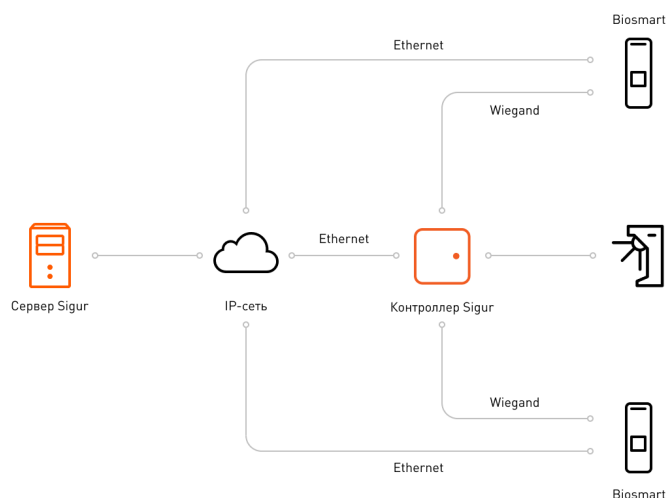 Biosmart
Ethernet
Wiegand
Ethernet
Сервер Sigur
IP-сеть
Контроллер Sigur
Wiegand
Ethernet
Biosmart